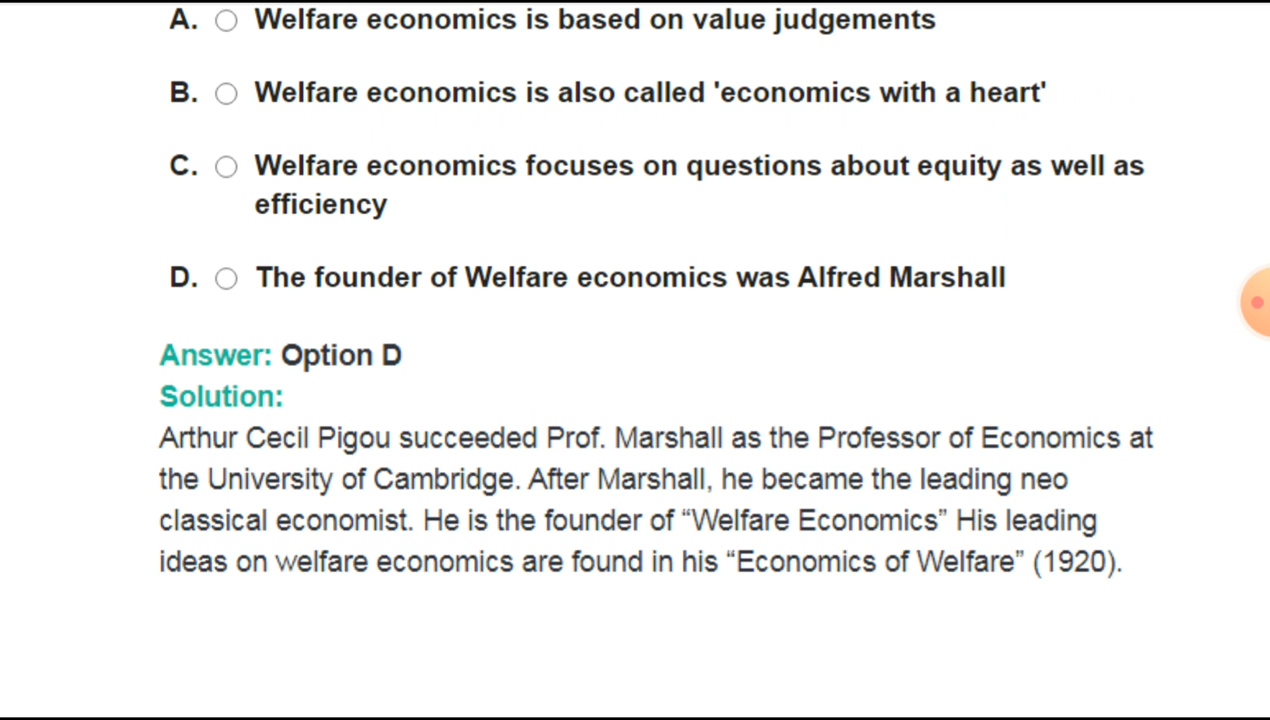 A. Welfare economics is based on value judgements
B. Welfare economics is also called 'economics with a heart'
C. Welfare economics focuses on questions about equity as well as
efficiency
D. The founder of Welfare economics was Alfred Marshall
Answer: Option D
Solution:
Arthur Cecil Pigou succeeded Prof. Marshall as the Professor of Economics at
the University of Cambridge. After Marshall, he became the leading neo
classical economist. He is the founder of “Welfare Economics” His leading
ideas on welfare economics are found in his “Economics of Welfare” (1920).